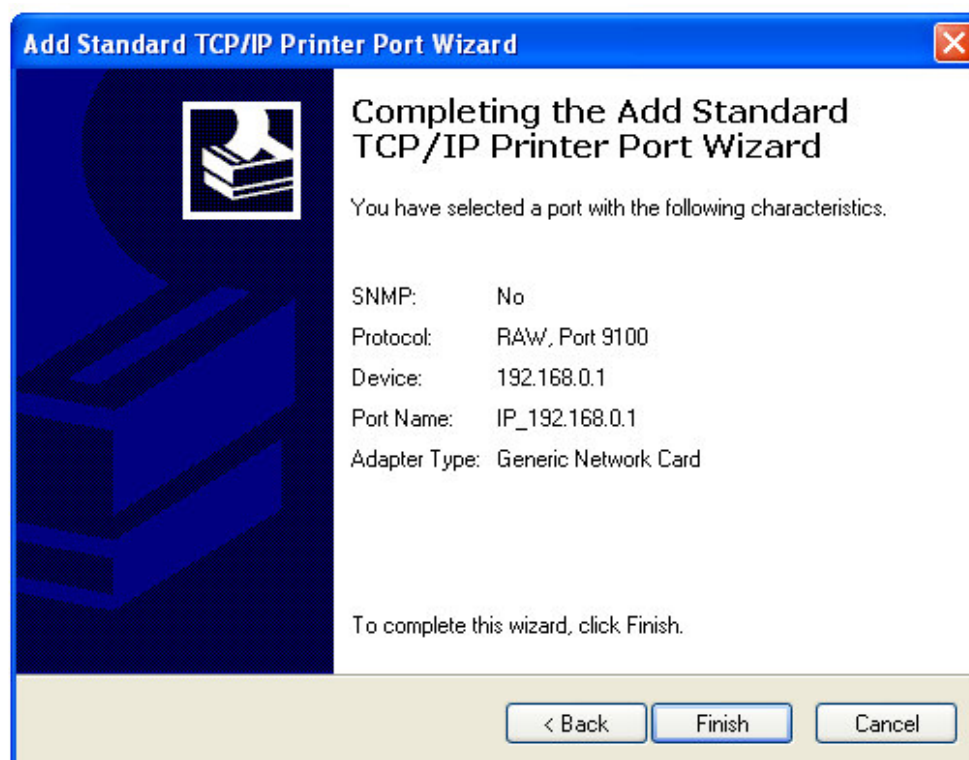 Add Standard TCP/IP Printer Port Wizard
Completing the Add Standard
TCP/IP Printer Port Wizard
You have selected a port with the following characteristics.
SNMP: No
Protocol: RAW, Port 9100
Device: 192.168.0.1
Port Name: IP_192.168.0.1
Adapter Type: Generic Network Card
To complete this wizard, click Finish.
< Back Finish Cancel